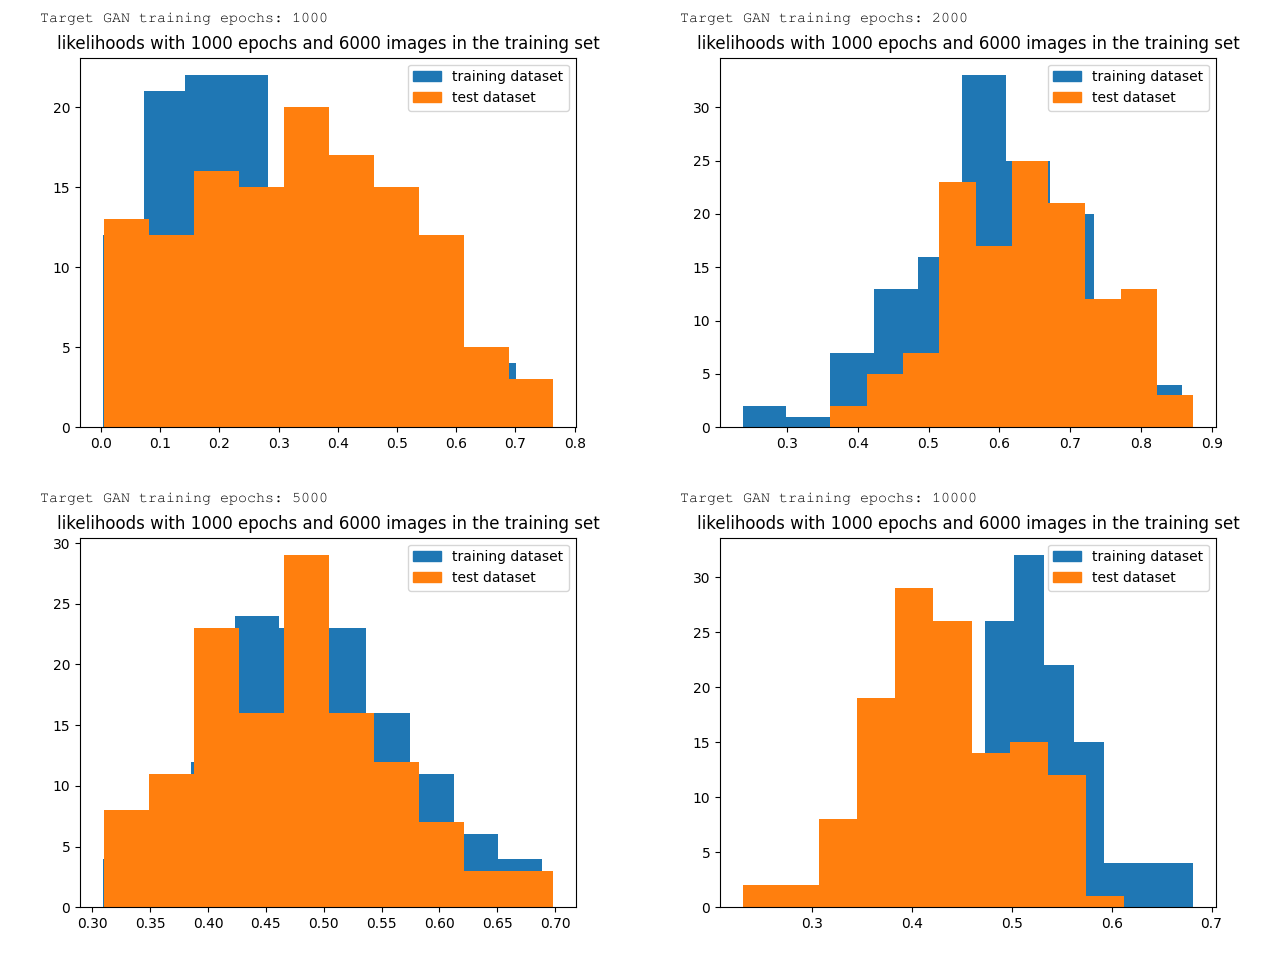 Target GAN training epochs: 1000
likelihoods with 1000 epochs and 6000 images in the training set
training dataset
test dataset
20
15
10
5
0
0.0 0.1 0.2 0.3 0.4 0.5 0.6 0.7 0.8
Target GAN training epochs: 2000
likelihoods with 1000 epochs and 6000 images in the training set
training dataset
test dataset
30
25
20
15
10
5
0
0.3 0.4 0.5 0.6 0.7 0.8 0.9
Target GAN training epochs: 5000
likelihoods with 1000 epochs and 6000 images in the training set
training dataset
test dataset
30
25
20
15
10
5
0
0.30 0.35 0.40 0.45 0.50 0.55 0.60 0.65 0.70
Target GAN training epochs: 10000
likelihoods with 1000 epochs and 6000 images in the training set
training dataset
test dataset
30
25
20
15
10
5
0
0.3 0.4 0.5 0.6 0.7